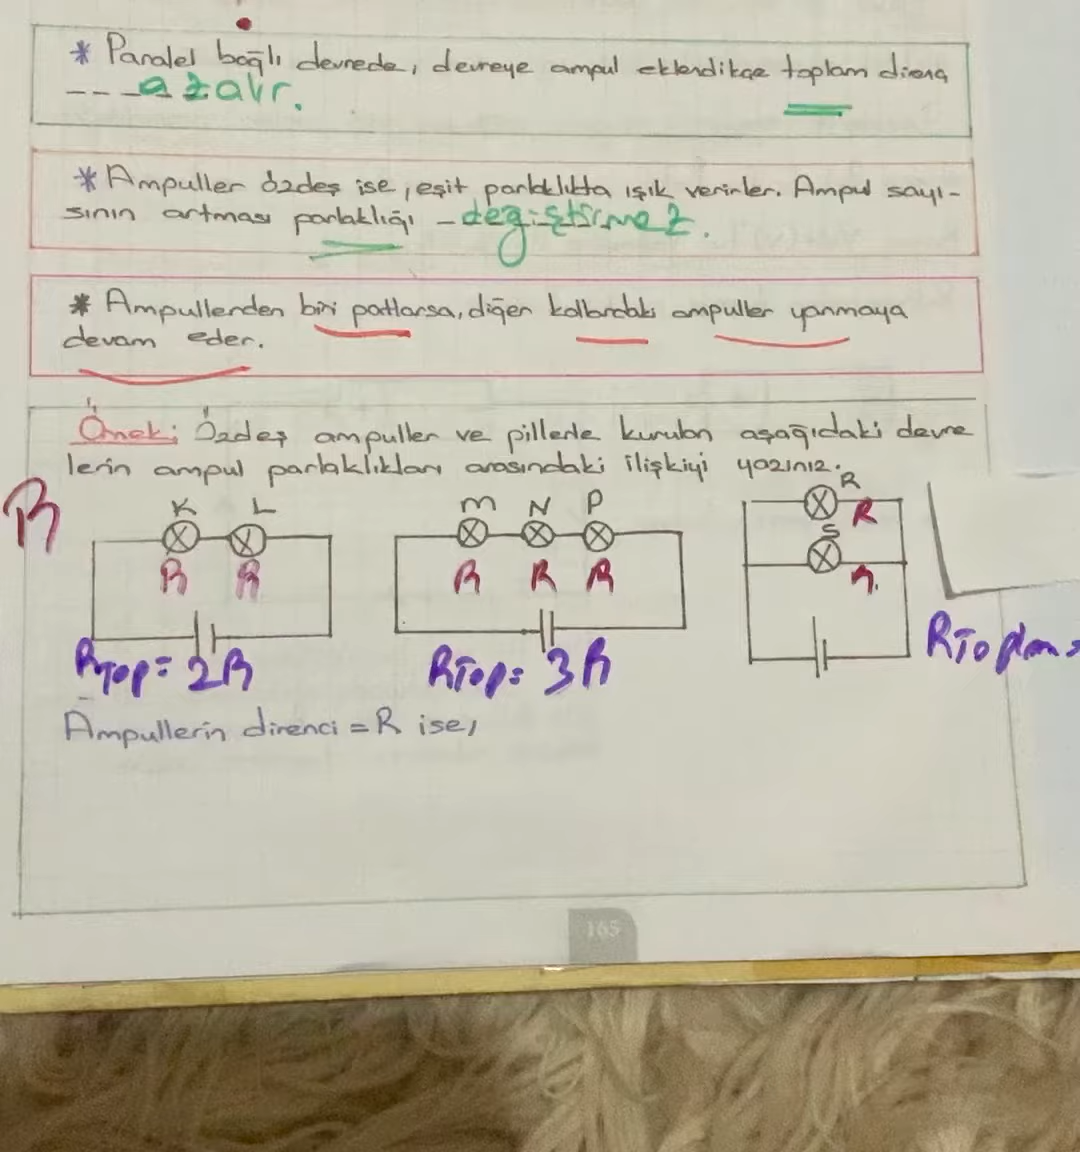 * Paralel bağlı devrede, devreye ampul eklendikçe toplam direnç
---- azalır.
* Ampuller özdeş ise, eşit parlaklıkta ışık verirler. Ampul sayı-
sının artması parlaklığı - değiştirmez.
* Ampullerden biri patlarsa, diğer kollardaki ampuller yanmaya
devam eder.
Örnek: Özdeş ampuller ve pillerle kurulan aşağıdaki devre
lerin ampul parlaklıkları arasındaki ilişkiyi yazınız.
R
K L
R R
M N P
R R R
R
R
S
R.
RTop = 2R
RTop = 3R
RToplam =
Ampullerin direnci = R ise,
165